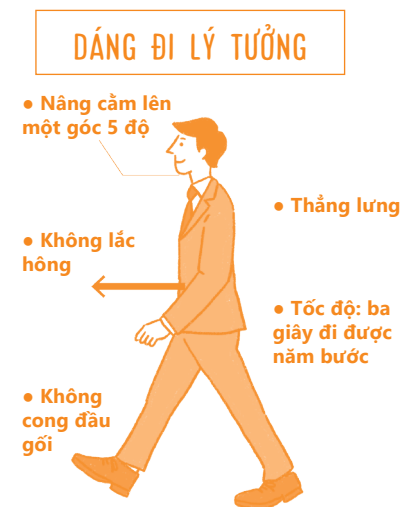 DÁNG ĐI LÝ TƯỞNG
● Nâng cằm lên
một góc 5 độ
● Thẳng lưng
● Không lắc
hông
● Tốc độ: ba
giây đi được
năm bước
● Không
cong đầu
gối